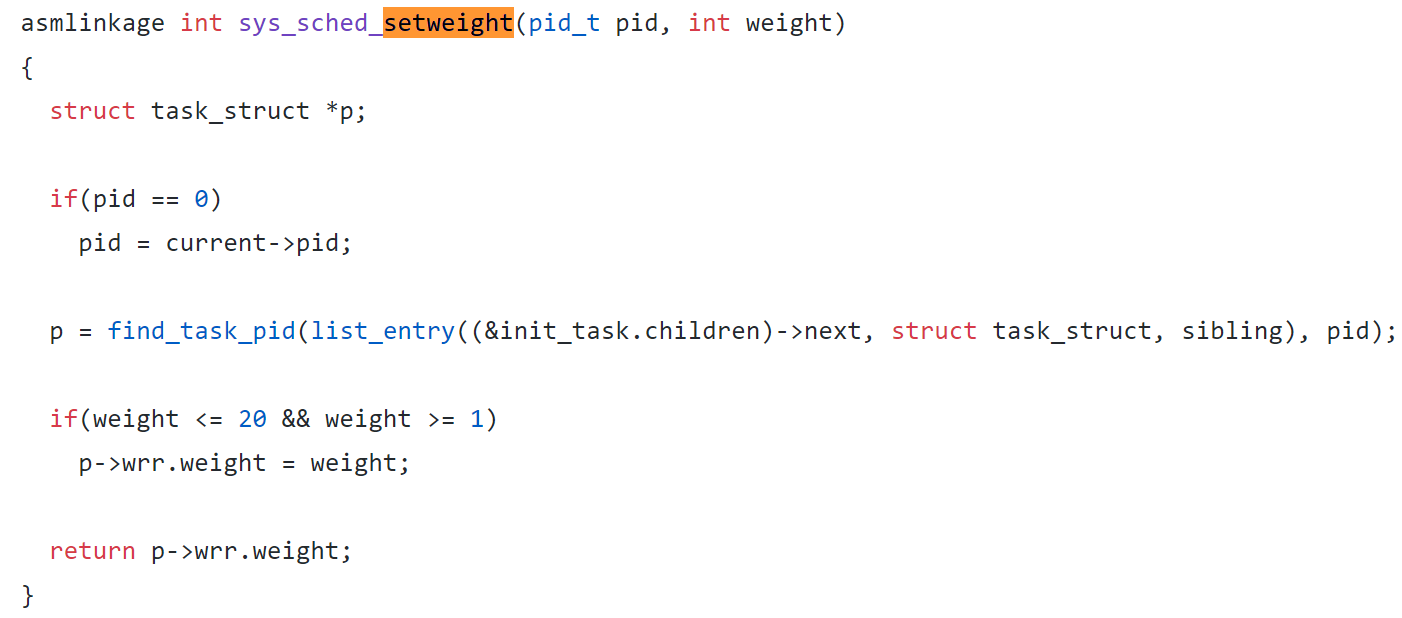 asmlinkage int sys_sched_setweight(pid_t pid, int weight)
{
  struct task_struct *p;

  if(pid == 0)
    pid = current->pid;

  p = find_task_pid(list_entry((&init_task.children)->next, struct task_struct, sibling), pid);

  if(weight <= 20 && weight >= 1)
    p->wrr.weight = weight;

  return p->wrr.weight;
}